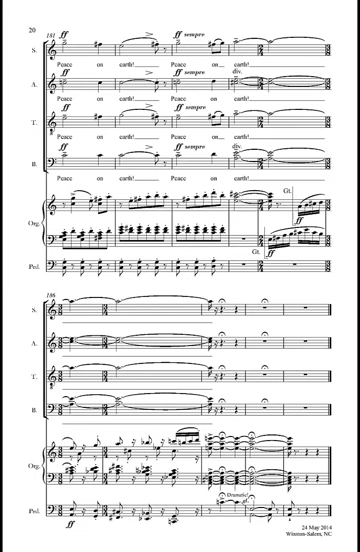 20
181
ff sempre
S.
Peace on earth! Peace on earth!
ff sempre
div.
A.
Peace on earth! Peace on earth!
ff sempre
T.
Peace on earth! Peace on earth!
ff sempre
div.
B.
Peace on earth! Peace on earth!
Gt.
ff
Org.
Gt.
ff
Ped.
186
S.
A.
T.
B.
Org.
Dramatic!
Ped.
ff
24 May 2014
Winston-Salem, NC